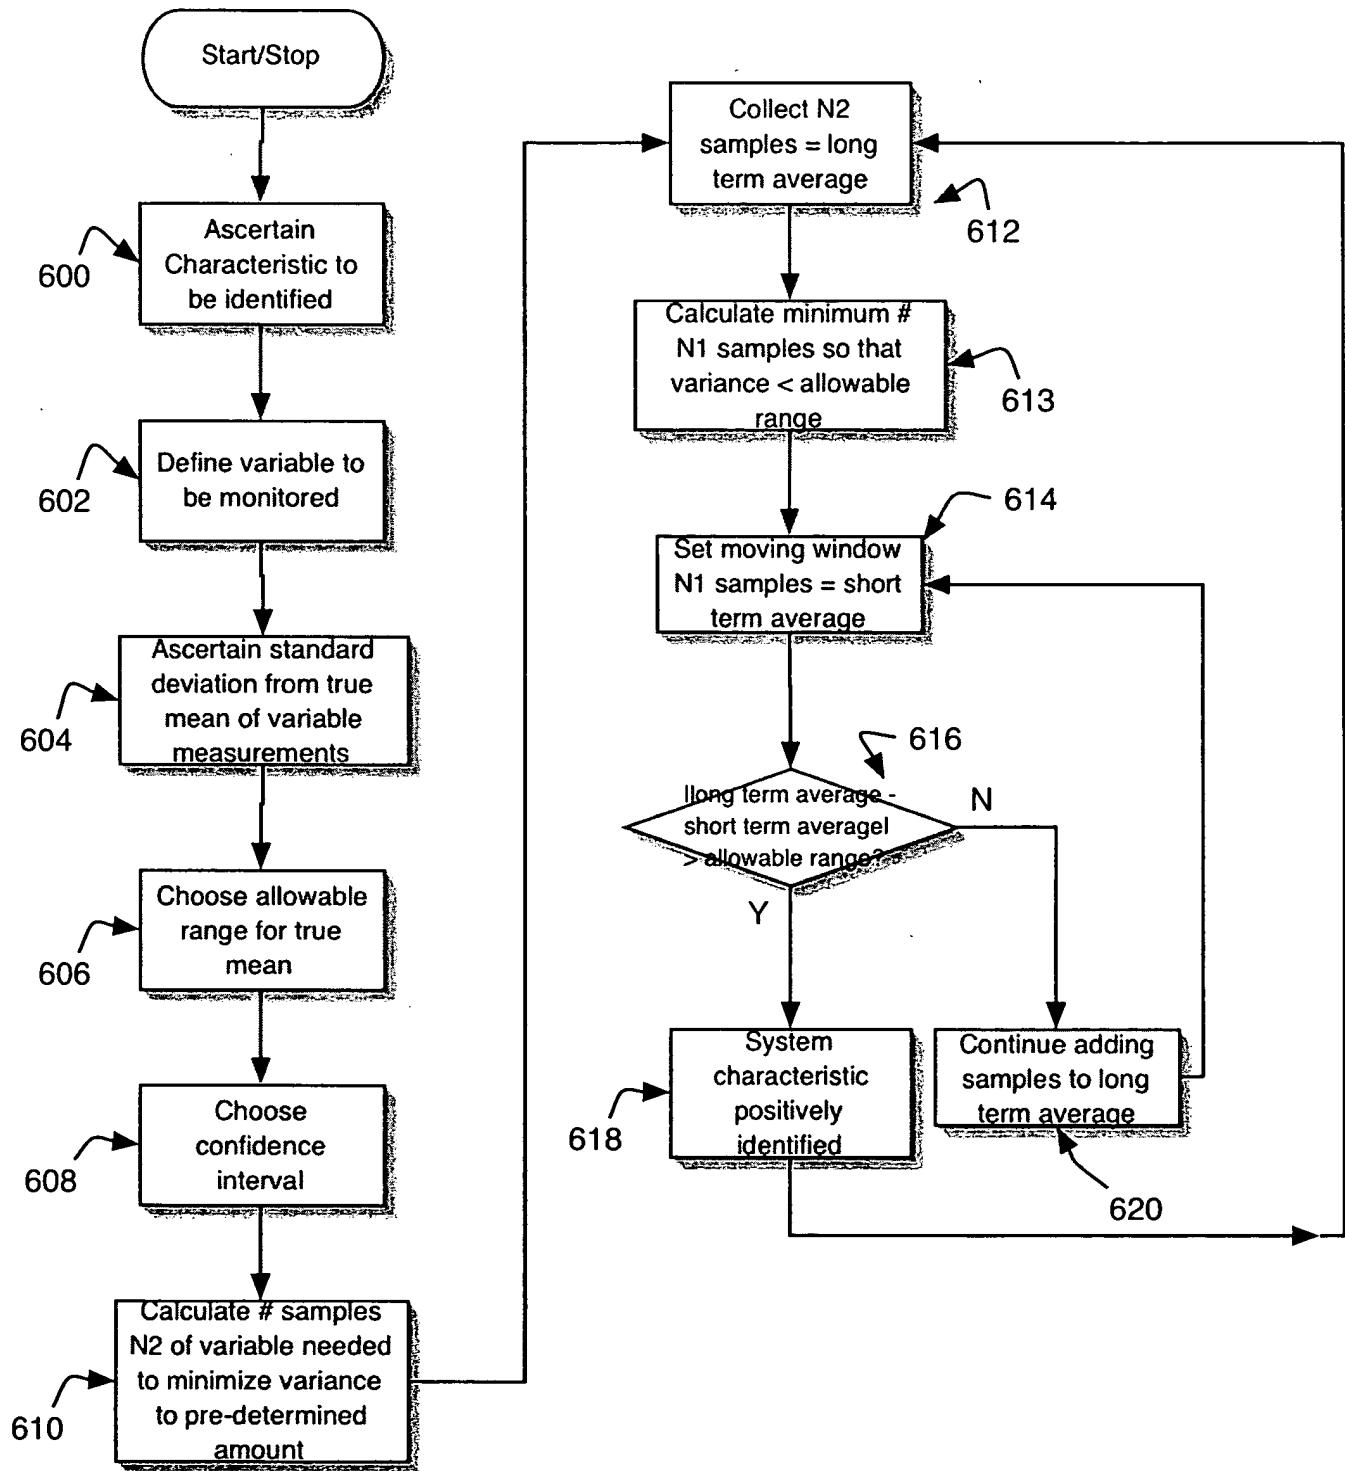 Start/Stop
600
Ascertain
Characteristic to
be identified
602
Define variable to
be monitored
604
Ascertain standard
deviation from true
mean of variable
measurements
606
Choose allowable
range for true
mean
608
Choose
confidence
interval
610
Calculate # samples
N2 of variable needed
to minimize variance
to pre-determined
amount
Collect N2
samples = long
term average
612
Calculate minimum #
N1 samples so that
variance < allowable
range
613
614
Set moving window
N1 samples = short
term average
616
|long term average -
short term average|
> allowable range?
N
Y
System
characteristic
positively
identified
618
Continue adding
samples to long
term average
620